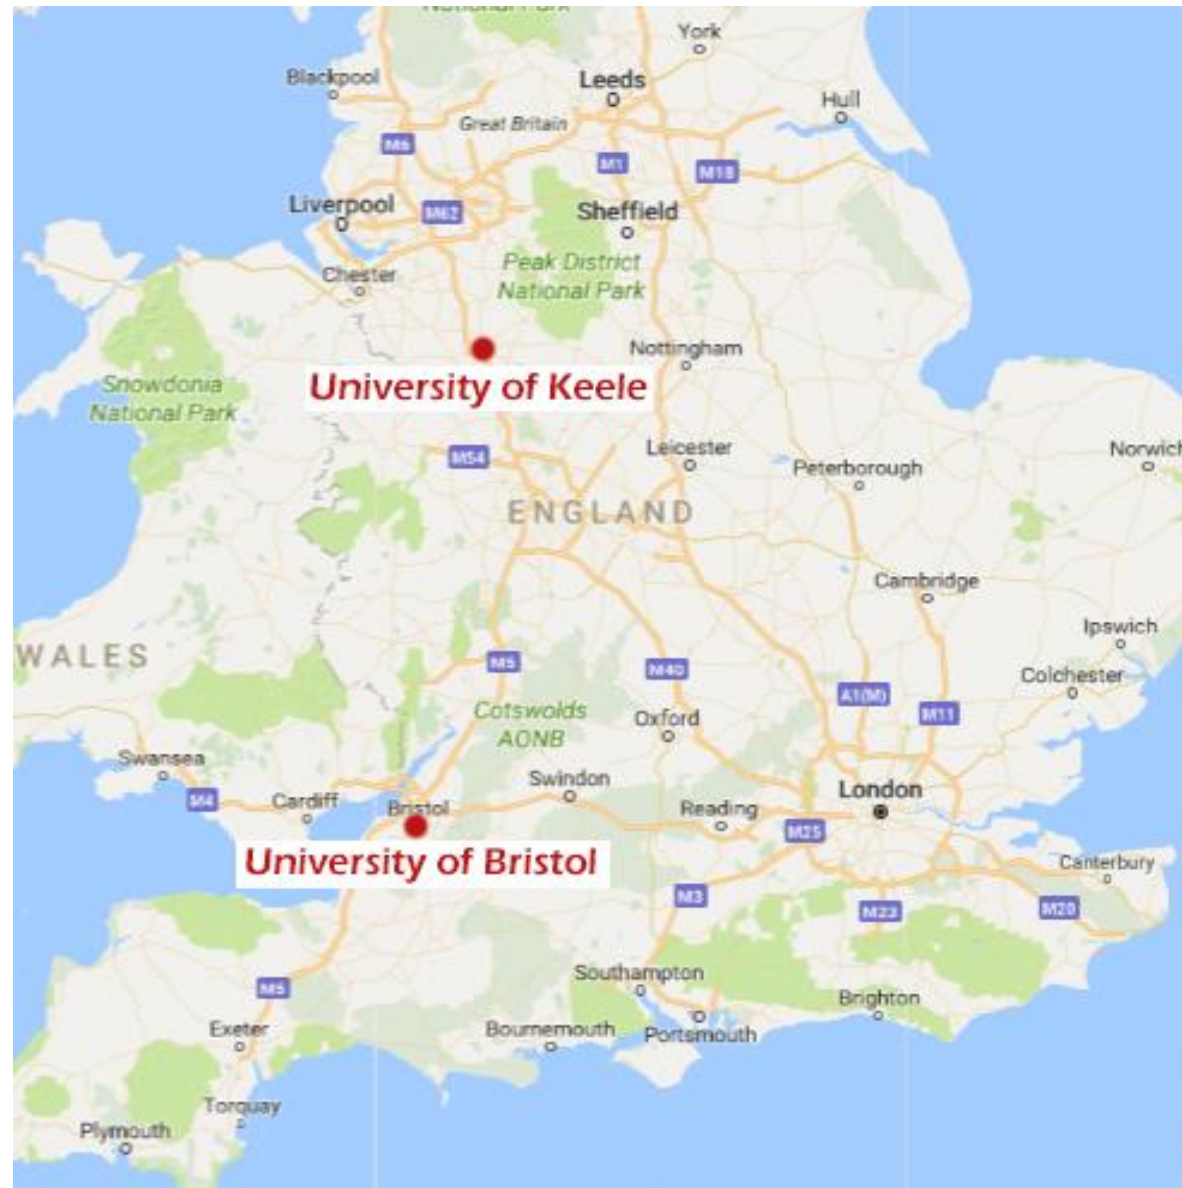 National Park
York
Blackpool
Leeds
Hull
Great Britain
M6
M1
M18
Liverpool
M62
Sheffield
Chester
Peak District
National Park
Nottingham
University of Keele
Snowdonia
National Park
M54
Leicester
Peterborough
Norwich
ENGLAND
Cambridge
Ipswich
WALES
M5
M40
Colchester
A1(M)
M11
Cotswolds
AONB
Oxford
Swansea
Swindon
London
M4
Cardiff
Bristol
Reading
M25
University of Bristol
Canterbury
M3
M23
M20
Southampton
M5
Brighton
Exeter
Bournemouth
Portsmouth
Torquay
Plymouth